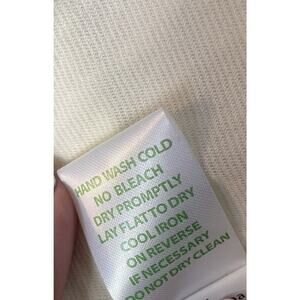 HAND WASH COLD
NO BLEACH
DRY PROMPTLY
LAY FLAT TO DRY
COOL IRON
ON REVERSE
IF NECESSARY
DO NOT DRY CLEAN